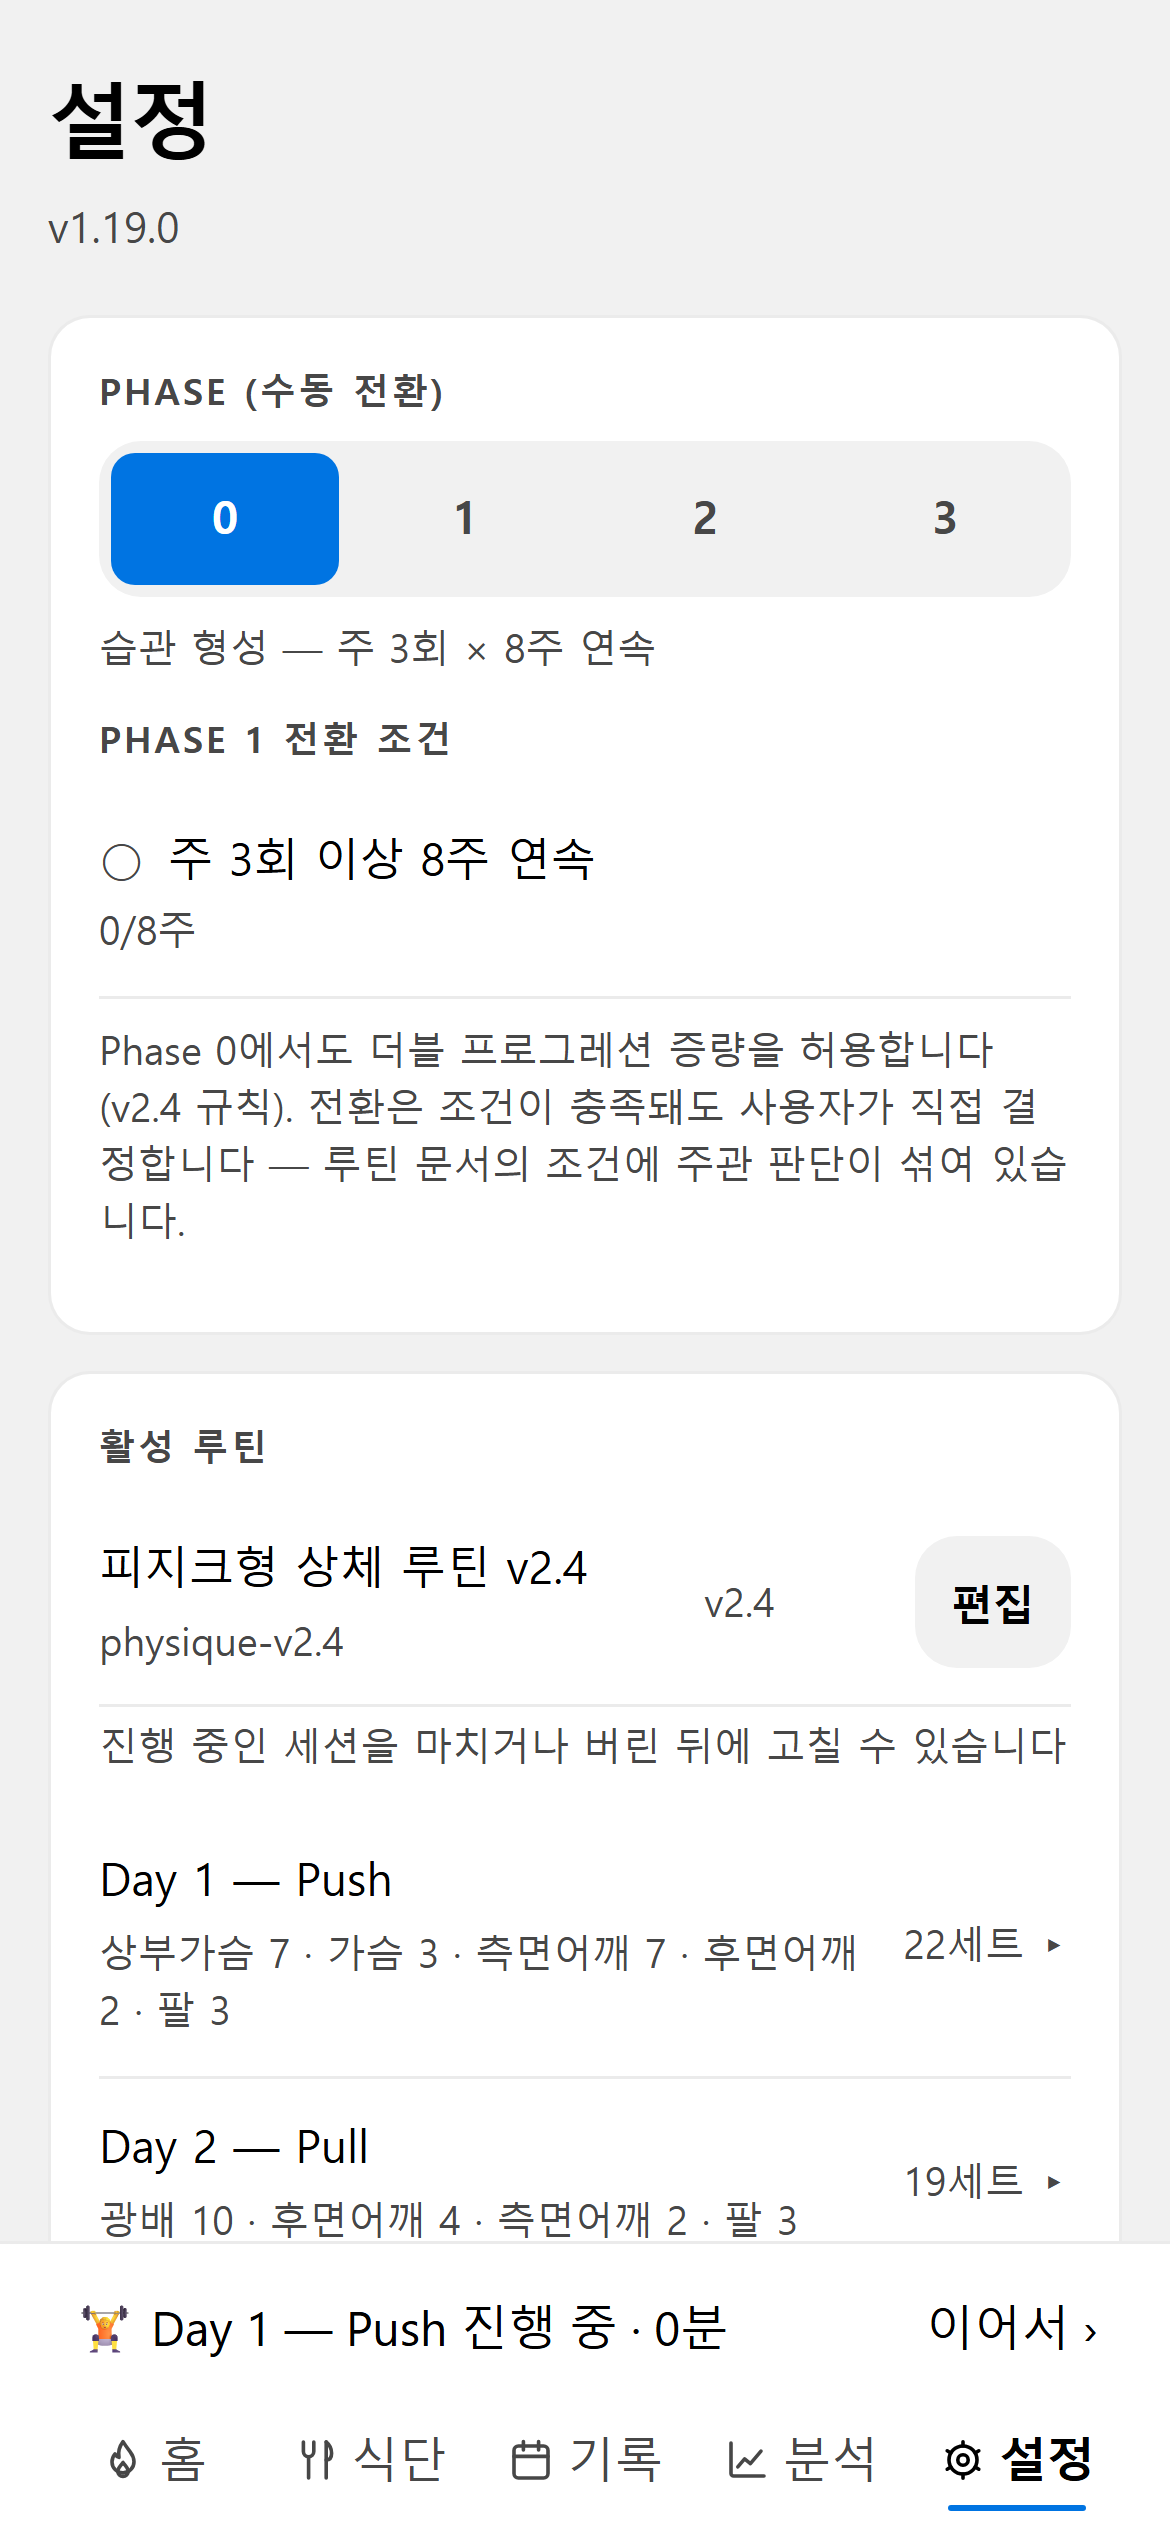 설정
v1.19.0
PHASE (수동 전환)
0 1 2 3
습관 형성 — 주 3회 × 8주 연속
PHASE 1 전환 조건
○ 주 3회 이상 8주 연속
0/8주
Phase 0에서도 더블 프로그레션 증량을 허용합니다
(v2.4 규칙). 전환은 조건이 충족돼도 사용자가 직접 결
정합니다 — 루틴 문서의 조건에 주관 판단이 섞여 있습
니다.
활성 루틴
피지크형 상체 루틴 v2.4
physique-v2.4
v2.4
편집
진행 중인 세션을 마치거나 버린 뒤에 고칠 수 있습니다
Day 1 — Push
상부가슴 7 · 가슴 3 · 측면어깨 7 · 후면어깨
2 · 팔 3
22세트 ▸
Day 2 — Pull
광배 10 · 후면어깨 4 · 측면어깨 2 · 팔 3
19세트 ▸
🏋️ Day 1 — Push 진행 중 · 0분 이어서 ›
홈 식단 기록 분석 설정